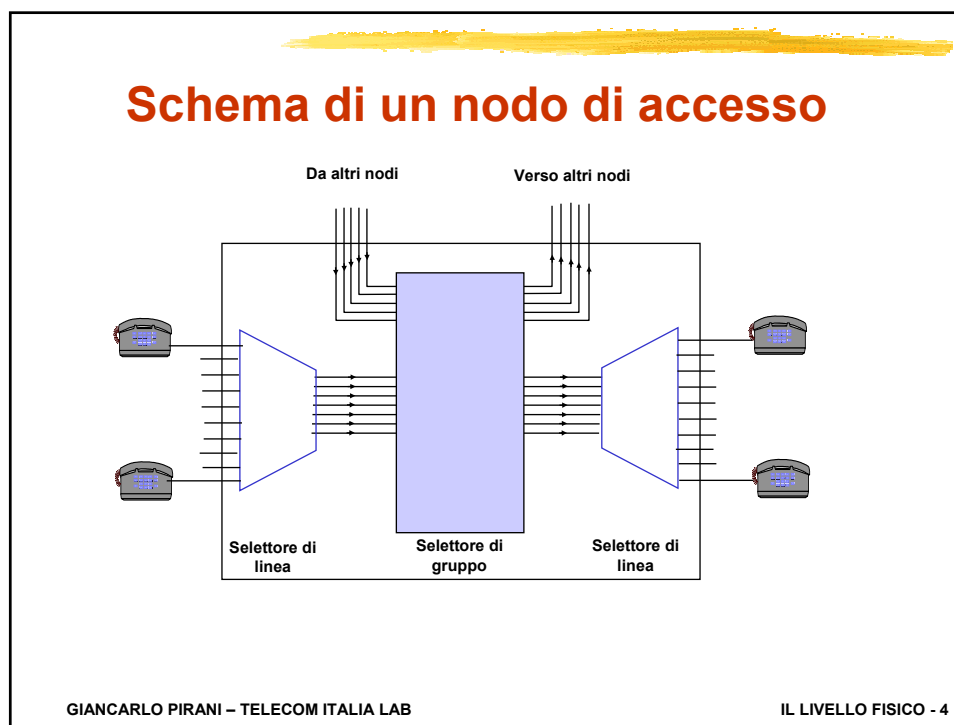 Schema di un nodo di accesso
Da altri nodi
Verso altri nodi
Selettore di
linea
Selettore di
gruppo
Selettore di
linea
GIANCARLO PIRANI – TELECOM ITALIA LAB
IL LIVELLO FISICO - 4